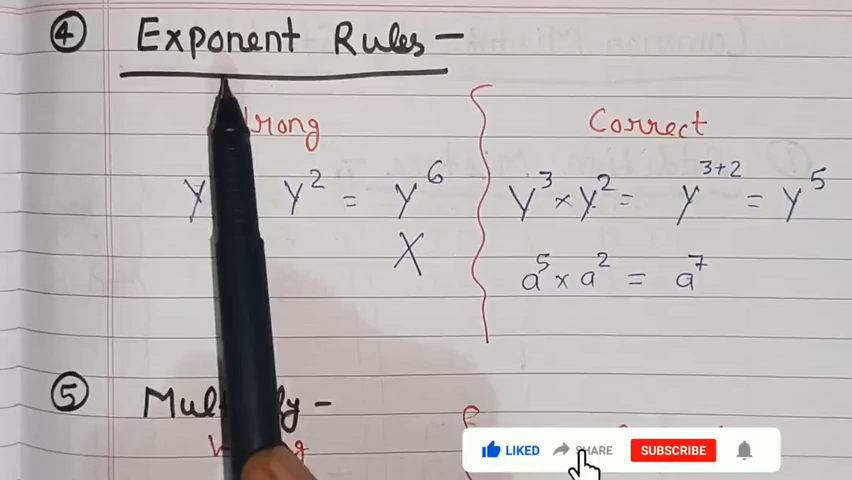 ④ Exponent Rules-
Correct
y y² = y⁶
X
y³ × y² = y³⁺² = y⁵
a⁵ × a² = a⁷
⑤
LIKED SHARE SUBSCRIBE